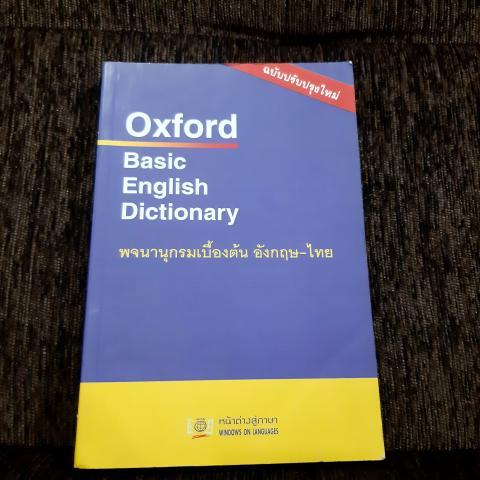 ฉบับปรับปรุงใหม่
Oxford
Basic
English
Dictionary
พจนานุกรมเบื้องต้น อังกฤษ-ไทย
หน้าต่างสู่ภาษา
WINDOWS ON LANGUAGES